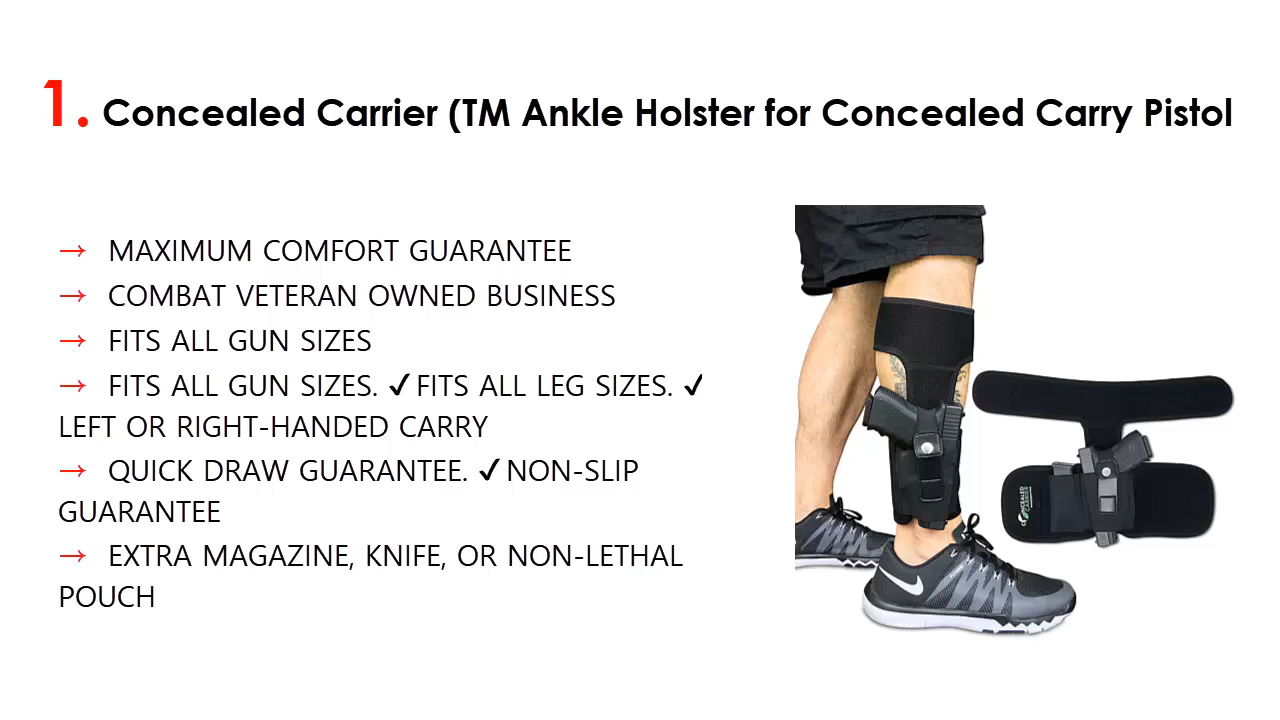 1. Concealed Carrier (TM Ankle Holster for Concealed Carry Pistol
→ MAXIMUM COMFORT GUARANTEE
→ COMBAT VETERAN OWNED BUSINESS
→ FITS ALL GUN SIZES
→ FITS ALL GUN SIZES. ✔FITS ALL LEG SIZES. ✔
LEFT OR RIGHT-HANDED CARRY
→ QUICK DRAW GUARANTEE. ✔NON-SLIP
GUARANTEE
→ EXTRA MAGAZINE, KNIFE, OR NON-LETHAL
POUCH
CONCEALED
CARRIER